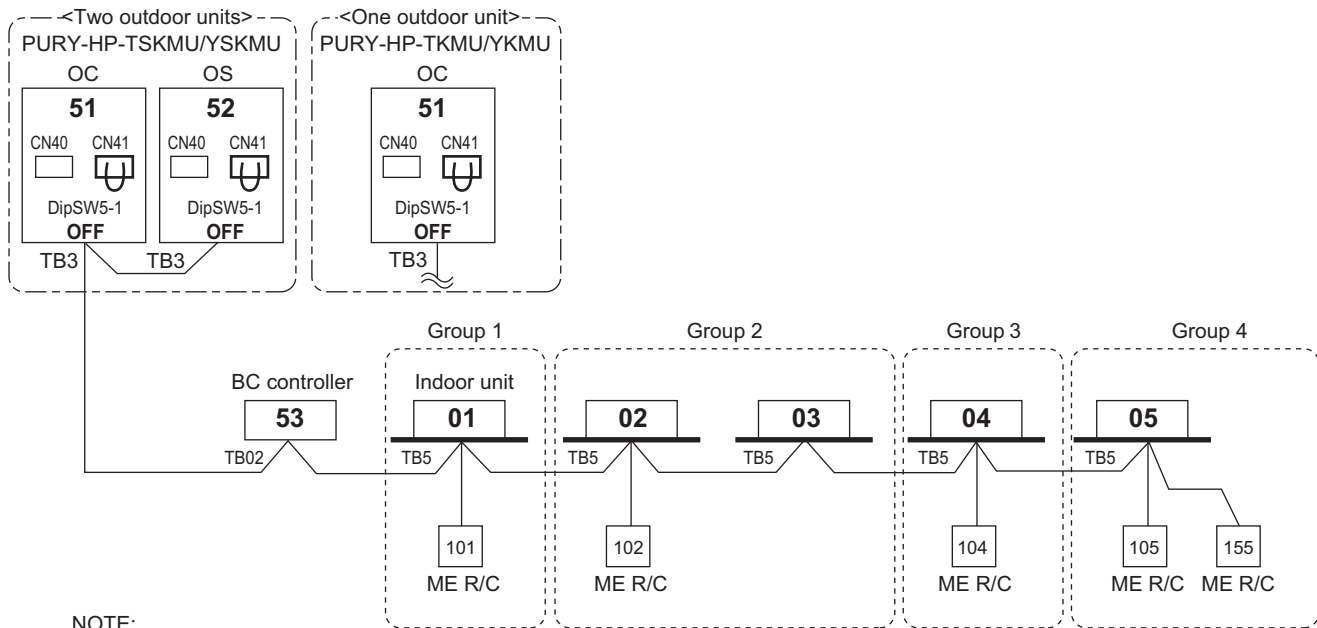 <Two outdoor units>
PURY-HP-TSKMU/YSKMU
OC OS
51 52
CN40 CN41 CN40 CN41
DipSW5-1 DipSW5-1
OFF OFF
TB3 TB3
<One outdoor unit>
PURY-HP-TKMU/YKMU
OC
51
CN40 CN41
DipSW5-1
OFF
TB3
Group 1 Group 2 Group 3 Group 4
BC controller Indoor unit
53 01 02 03 04 05
TB02 TB5 TB5 TB5 TB5 TB5
101 102 104 105 155
ME R/C ME R/C ME R/C ME R/C ME R/C
NOTE: